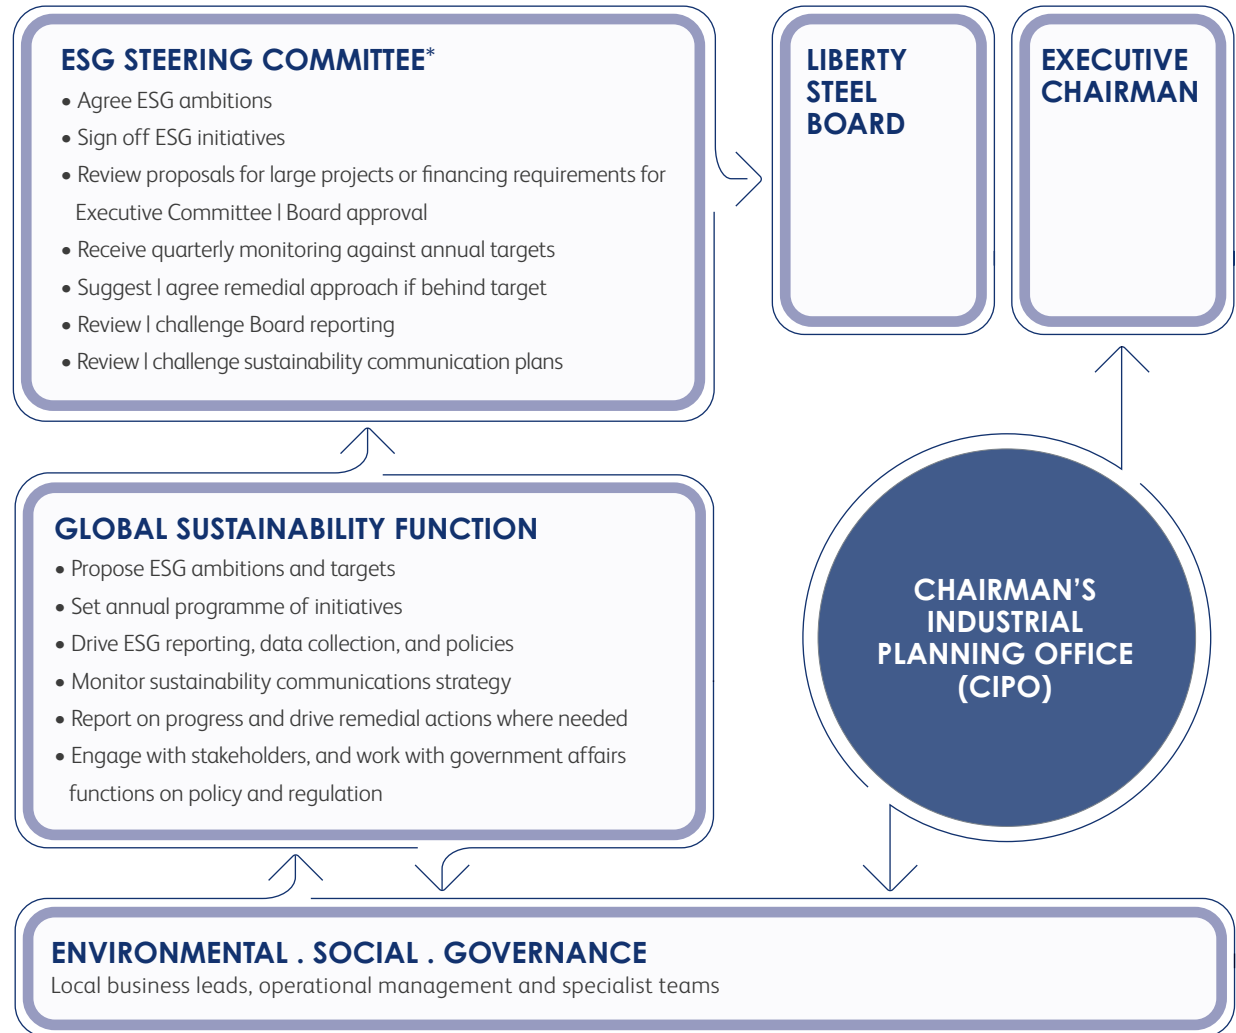 ESG STEERING COMMITTEE*
• Agree ESG ambitions
• Sign off ESG initiatives
• Review proposals for large projects or financing requirements for
Executive Committee | Board approval
• Receive quarterly monitoring against annual targets
• Suggest | agree remedial approach if behind target
• Review | challenge Board reporting
• Review | challenge sustainability communication plans
LIBERTY
STEEL
BOARD
EXECUTIVE
CHAIRMAN
GLOBAL SUSTAINABILITY FUNCTION
• Propose ESG ambitions and targets
• Set annual programme of initiatives
• Drive ESG reporting, data collection, and policies
• Monitor sustainability communications strategy
• Report on progress and drive remedial actions where needed
• Engage with stakeholders, and work with government affairs
functions on policy and regulation
CHAIRMAN’S
INDUSTRIAL
PLANNING OFFICE
(CIPO)
ENVIRONMENTAL . SOCIAL . GOVERNANCE
Local business leads, operational management and specialist teams